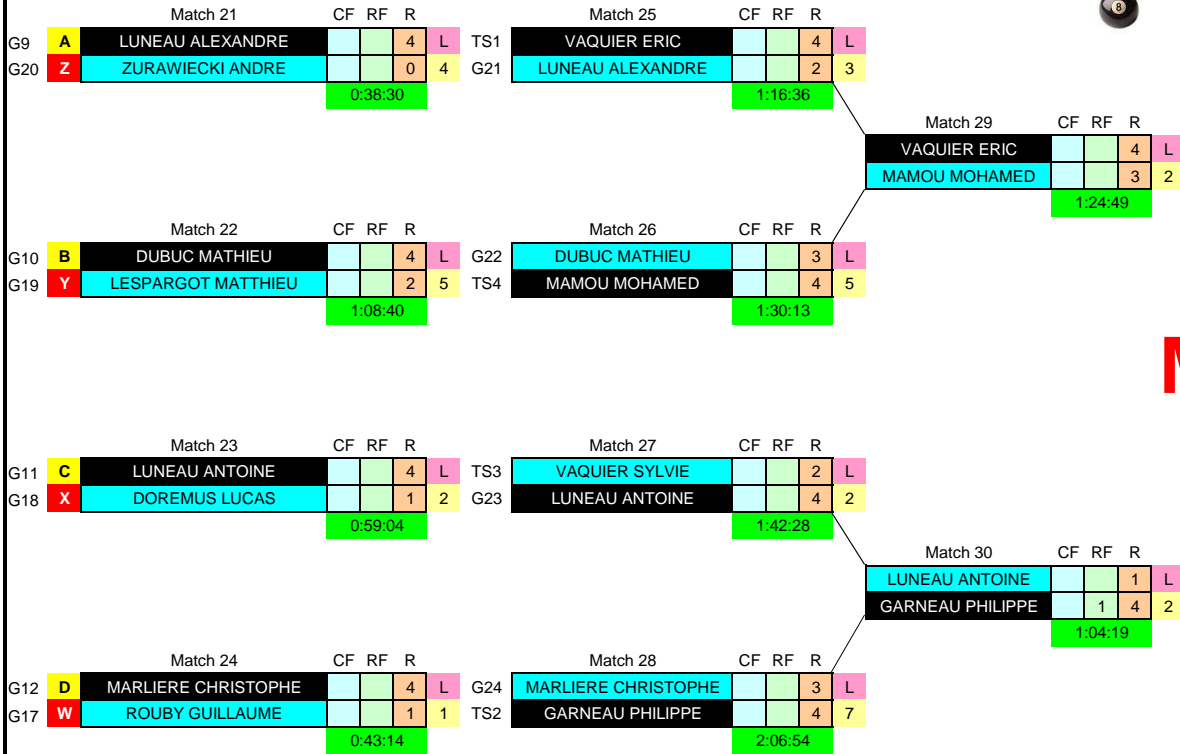 Match 21 CF RF R
G9 A LUNEAU ALEXANDRE 4 L
G20 Z ZURAWIECKI ANDRE 0 4
0:38:30
Match 25 CF RF R
TS1 VAQUIER ERIC 4 L
G21 LUNEAU ALEXANDRE 2 3
1:16:36
8
Match 29 CF RF R
VAQUIER ERIC 4 L
MAMOU MOHAMED 3 2
1:24:49
Match 22 CF RF R
G10 B DUBUC MATHIEU 4 L
G19 Y LESPARGOT MATTHIEU 2 5
1:08:40
Match 26 CF RF R
G22 DUBUC MATHIEU 3 L
TS4 MAMOU MOHAMED 4 5
1:30:13
Match 23 CF RF R
G11 C LUNEAU ANTOINE 4 L
G18 X DOREMUS LUCAS 1 2
0:59:04
Match 27 CF RF R
TS3 VAQUIER SYLVIE 2 L
G23 LUNEAU ANTOINE 4 2
1:42:28
Match 30 CF RF R
LUNEAU ANTOINE 1 L
GARNEAU PHILIPPE 1 4 2
1:04:19
Match 24 CF RF R
G12 D MARLIERE CHRISTOPHE 4 L
G17 W ROUBY GUILLAUME 1 1
0:43:14
Match 28 CF RF R
G24 MARLIERE CHRISTOPHE 3 L
TS2 GARNEAU PHILIPPE 4 7
2:06:54